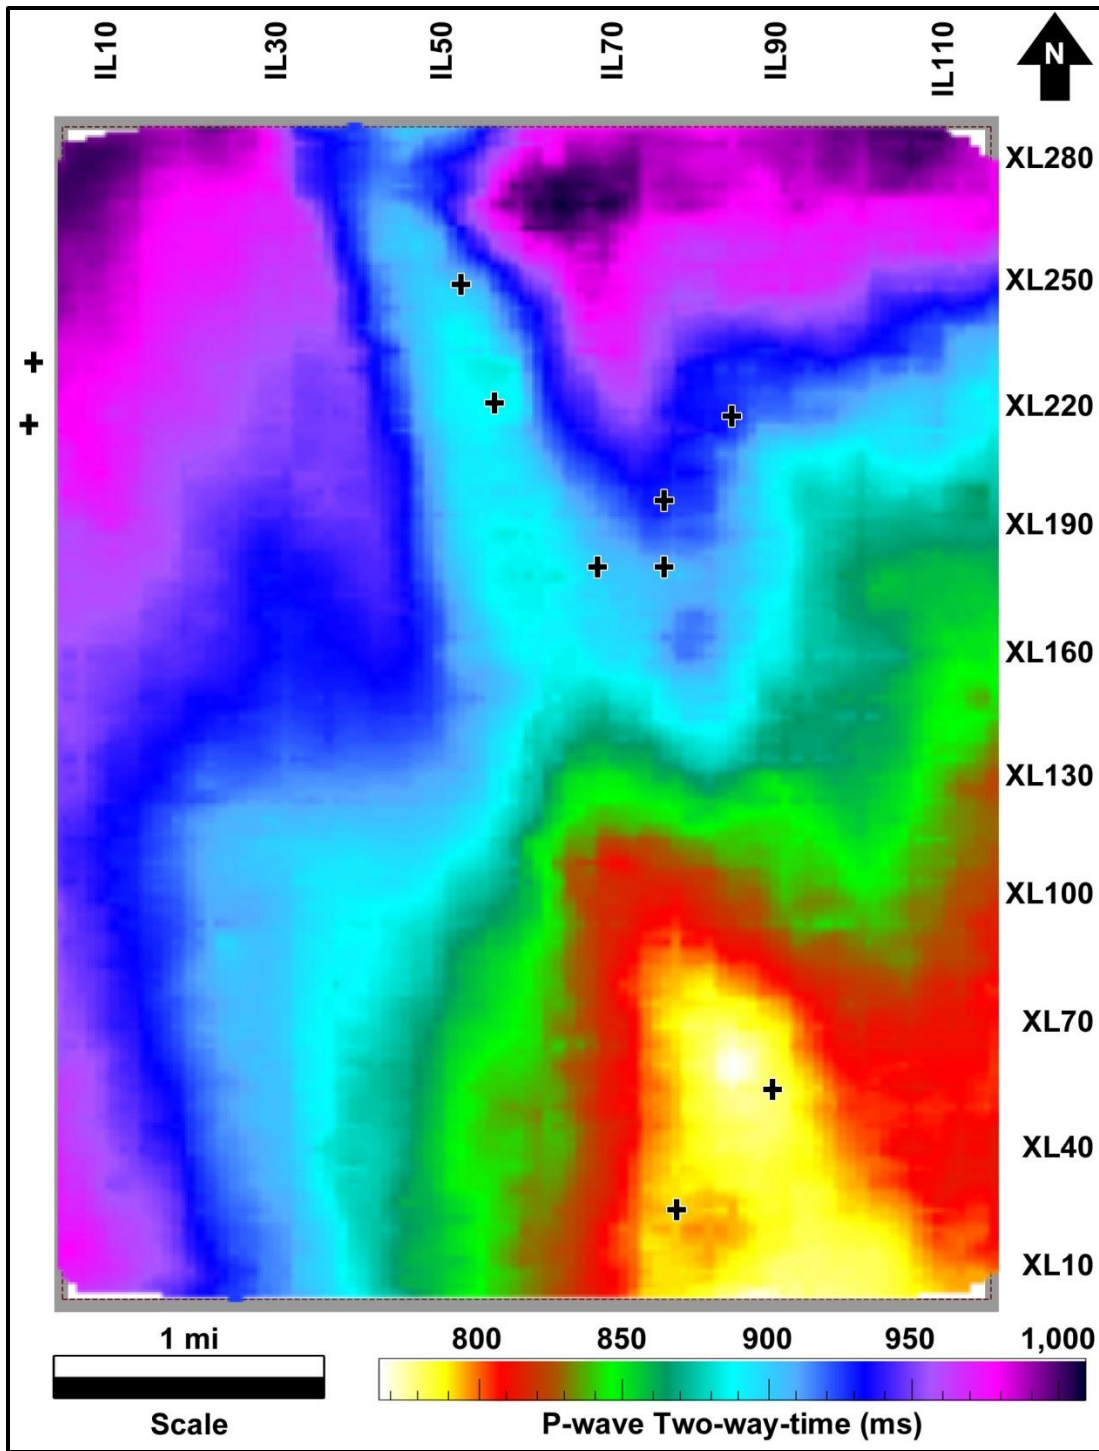 IL10 IL30 IL50 IL70 IL90 IL110 N
XL280
XL250
XL220
XL190
XL160
XL130
XL100
XL70
XL40
XL10
1 mi 800 850 900 950 1,000
Scale P-wave Two-way-time (ms)